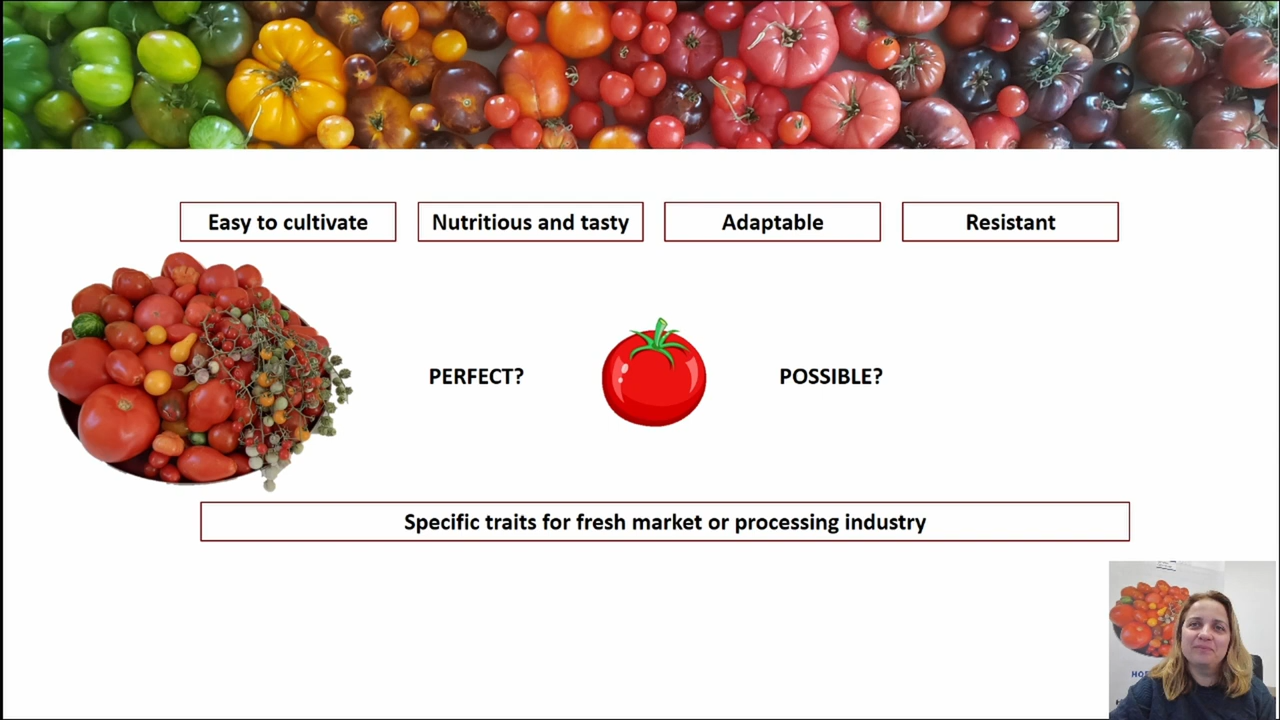 Easy to cultivate
Nutritious and tasty
Adaptable
Resistant
PERFECT?
POSSIBLE?
Specific traits for fresh market or processing industry